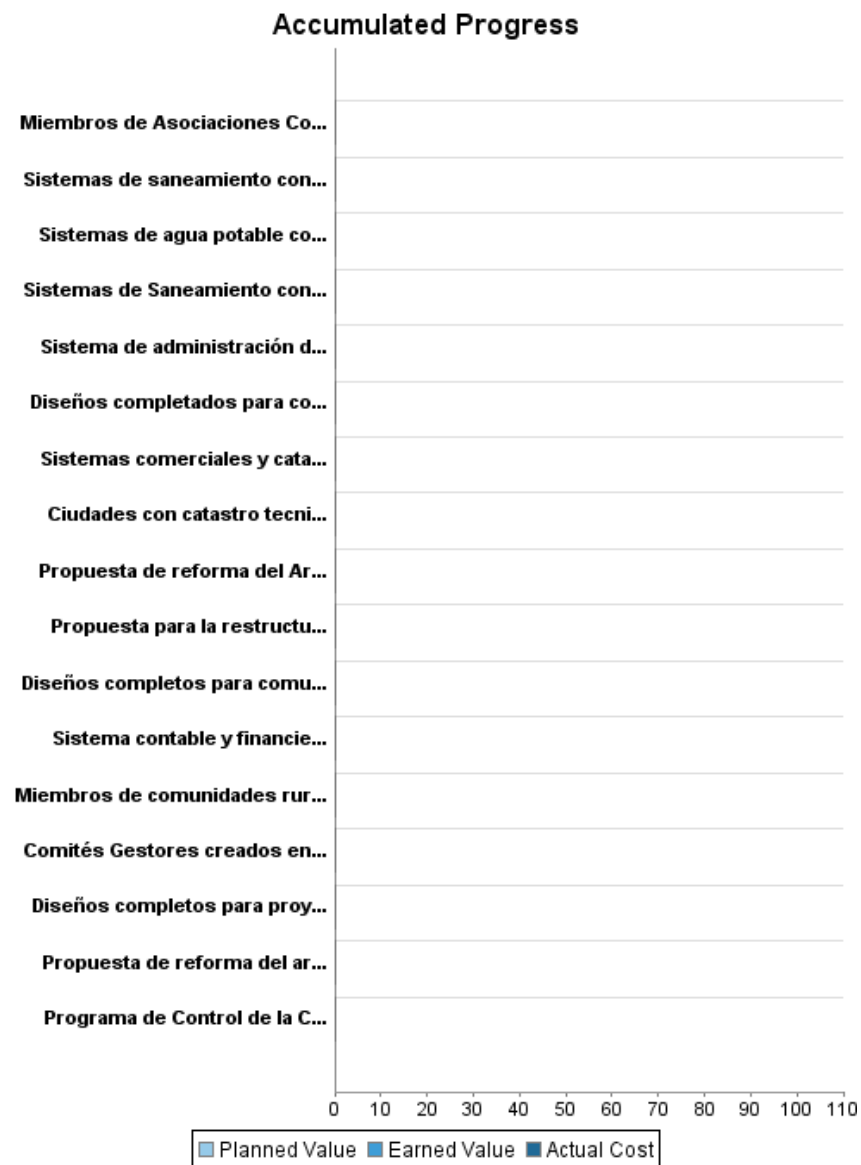 Accumulated Progress
Miembros de Asociaciones Co...
Sistemas de saneamiento con...
Sistemas de agua potable co...
Sistemas de Saneamiento con...
Sistema de administración d...
Diseños completados para co...
Sistemas comerciales y cata...
Ciudades con catastro tecni...
Propuesta de reforma del Ar...
Propuesta para la restructu...
Diseños completos para comu...
Sistema contable y financie...
Miembros de comunidades rur...
Comités Gestores creados en...
Diseños completos para proy...
Propuesta de reforma del ar...
Programa de Control de la C...
0 10 20 30 40 50 60 70 80 90 100 110
Planned Value Earned Value Actual Cost